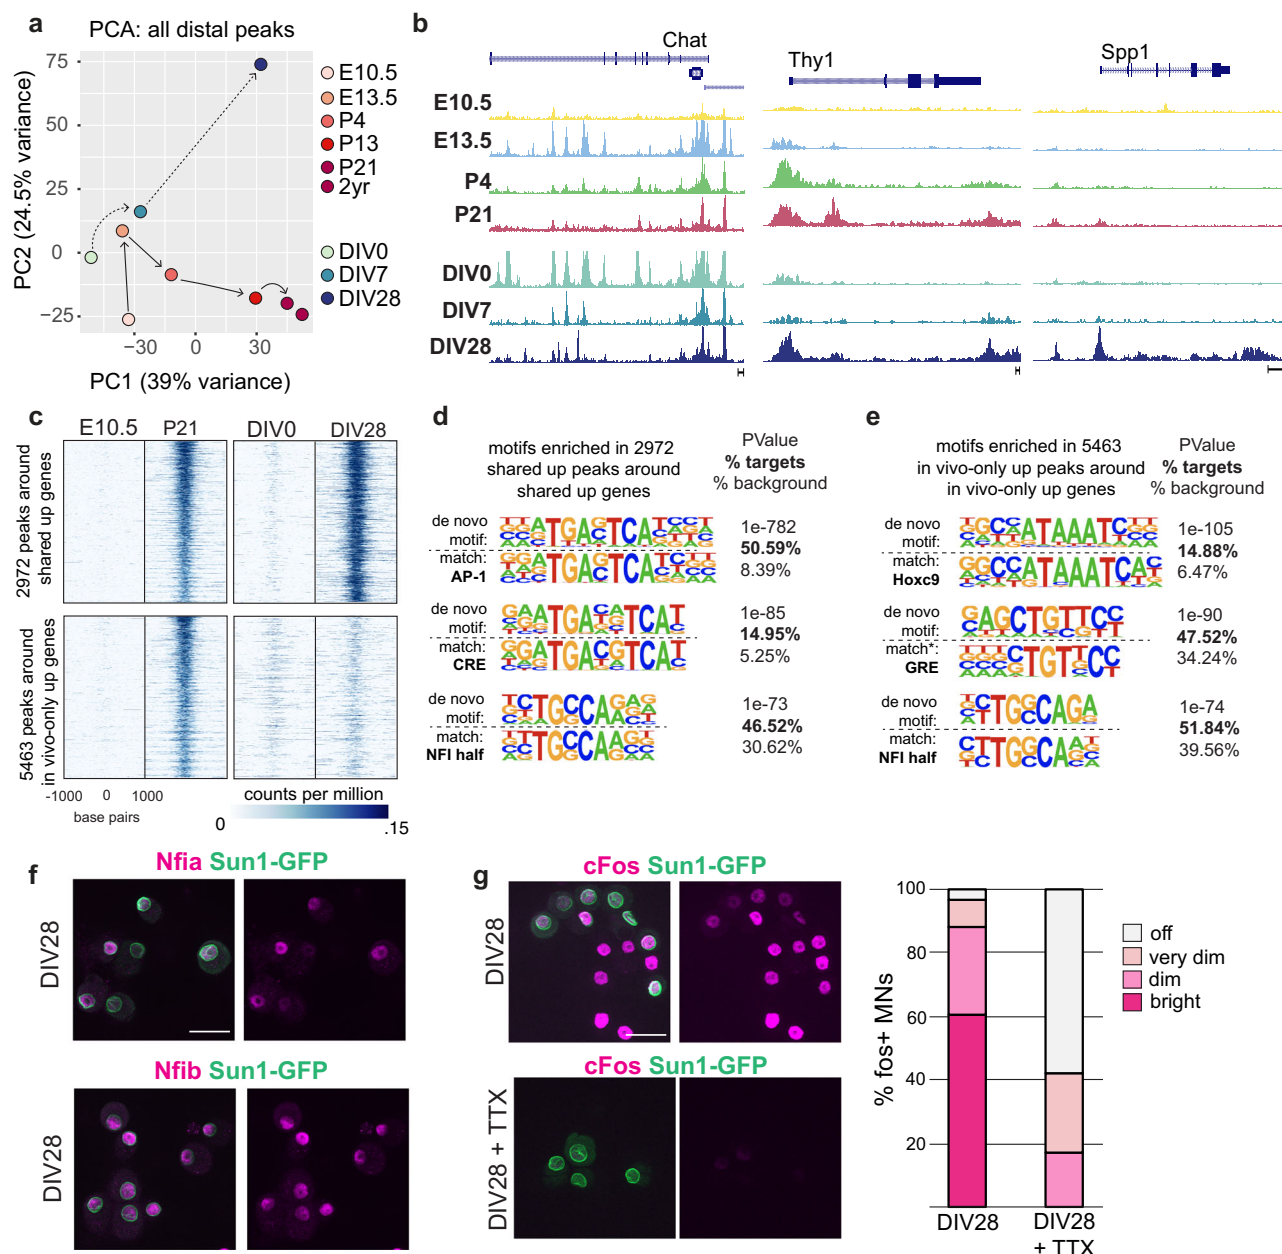 a
PCA: all distal peaks
PC2 (24.5% variance)
75
50
25
0
−25
−30
0
30
PC1 (39% variance)
E10.5
E13.5
P4
P13
P21
2yr
DIV0
DIV7
DIV28
b
Chat
Thy1
Spp1
E10.5
E13.5
P4
P21
DIV0
DIV7
DIV28
c
E10.5
P21
DIV0
DIV28
2972 peaks around
shared up genes
5463 peaks around
in vivo-only up genes
-1000
0
1000
base pairs
counts per million
0
.15
d
motifs enriched in 2972
shared up peaks around
shared up genes
PValue
% targets
% background
de novo
motif:
match:
AP-1
1e-782
50.59%
8.39%
de novo
motif:
match:
CRE
1e-85
14.95%
5.25%
de novo
motif:
match:
NFI half
1e-73
46.52%
30.62%
e
motifs enriched in 5463
in vivo-only up peaks around
in vivo-only up genes
PValue
% targets
% background
de novo
motif:
match:
Hoxc9
1e-105
14.88%
6.47%
de novo
motif:
match*:
GRE
1e-90
47.52%
34.24%
de novo
motif:
match:
NFI half
1e-74
51.84%
39.56%
f
Nfia Sun1-GFP
DIV28
Nfib Sun1-GFP
DIV28
g
cFos Sun1-GFP
DIV28
cFos Sun1-GFP
DIV28 + TTX
% fos+ MNs
100
80
60
40
20
DIV28
DIV28
+ TTX
off
very dim
dim
bright